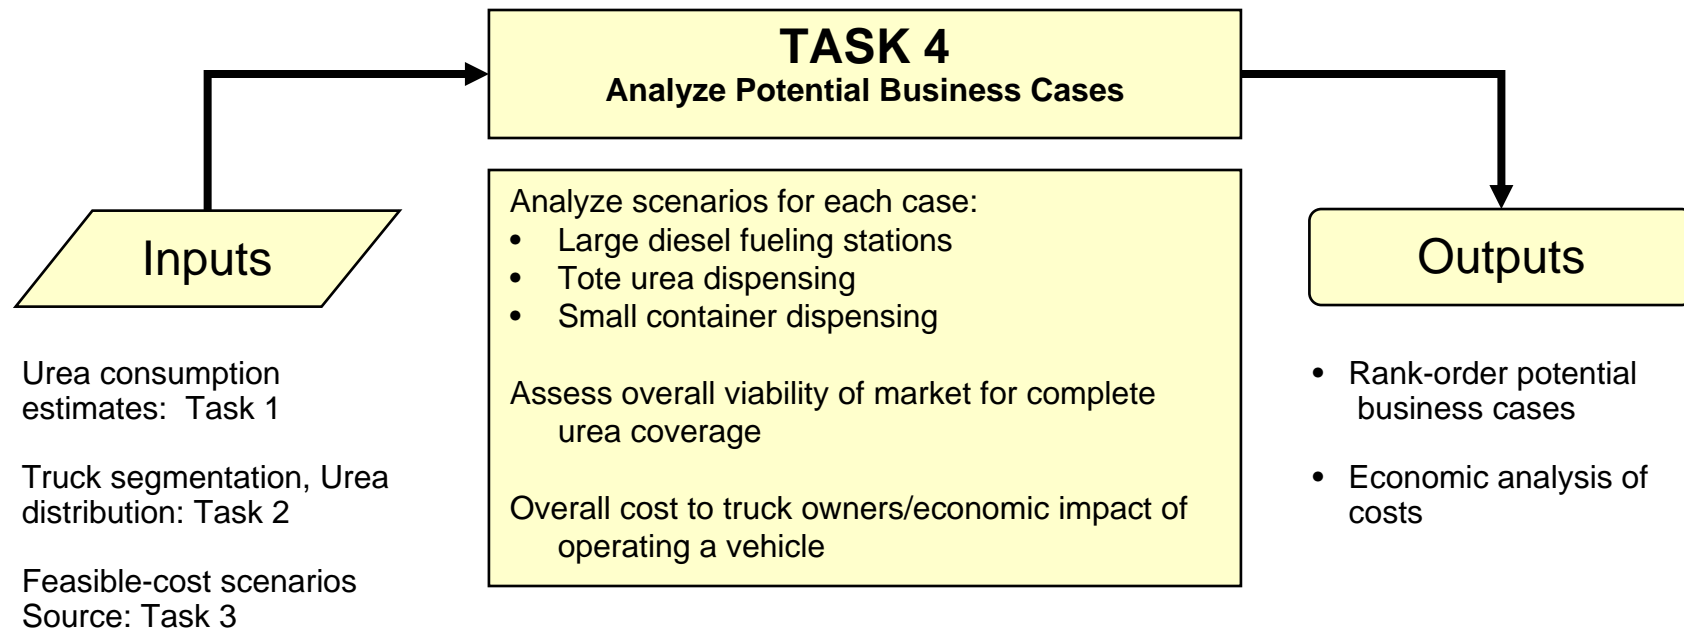 TASK 4
Analyze Potential Business Cases
Inputs
Urea consumption
estimates:  Task 1
Truck segmentation, Urea
distribution: Task 2
Feasible-cost scenarios
Source: Task 3
Analyze scenarios for each case:
• Large diesel fueling stations
• Tote urea dispensing
• Small container dispensing
Assess overall viability of market for complete
urea coverage
Overall cost to truck owners/economic impact of
operating a vehicle
Outputs
• Rank-order potential
business cases
• Economic analysis of
costs